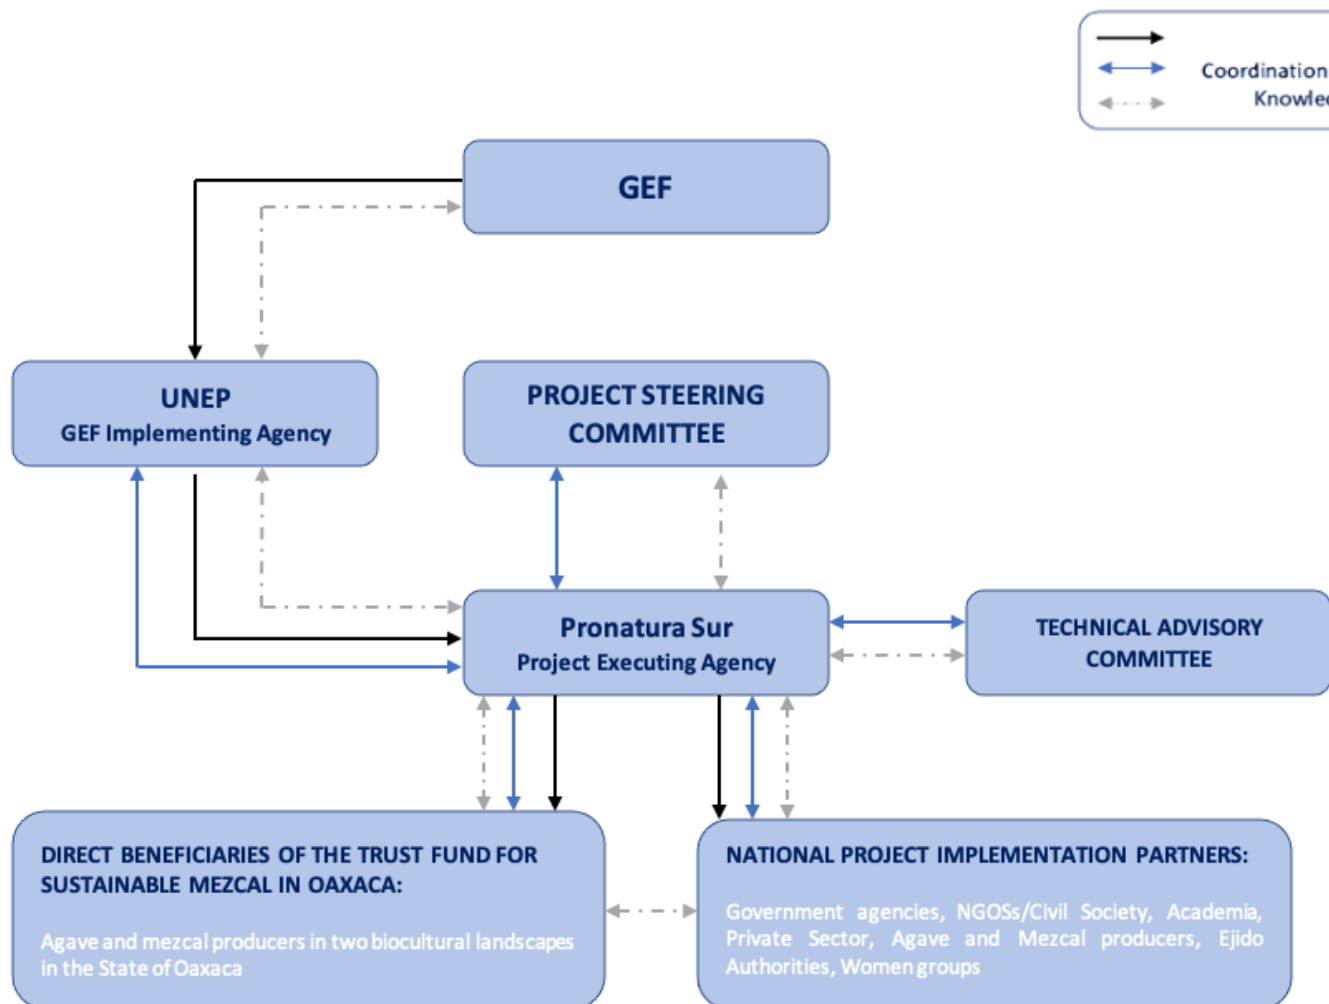 Coordination
GEF
UNEP
GEF Implementing Agency
PROJECT STEERING
COMMITTEE
Pronatura Sur
Project Executing Agency
TECHNICAL ADVISORY
COMMITTEE
DIRECT BENEFICIARIES OF THE TRUST FUND FOR
SUSTAINABLE MEZCAL IN OAXACA:
Agave and mezcal producers in two biocultural landscapes
in the State of Oaxaca
NATIONAL PROJECT IMPLEMENTATION PARTNERS:
Government agencies, NGOSs/Civil Society, Academia,
Private Sector, Agave and Mezcal producers, Ejido
Authorities, Women groups